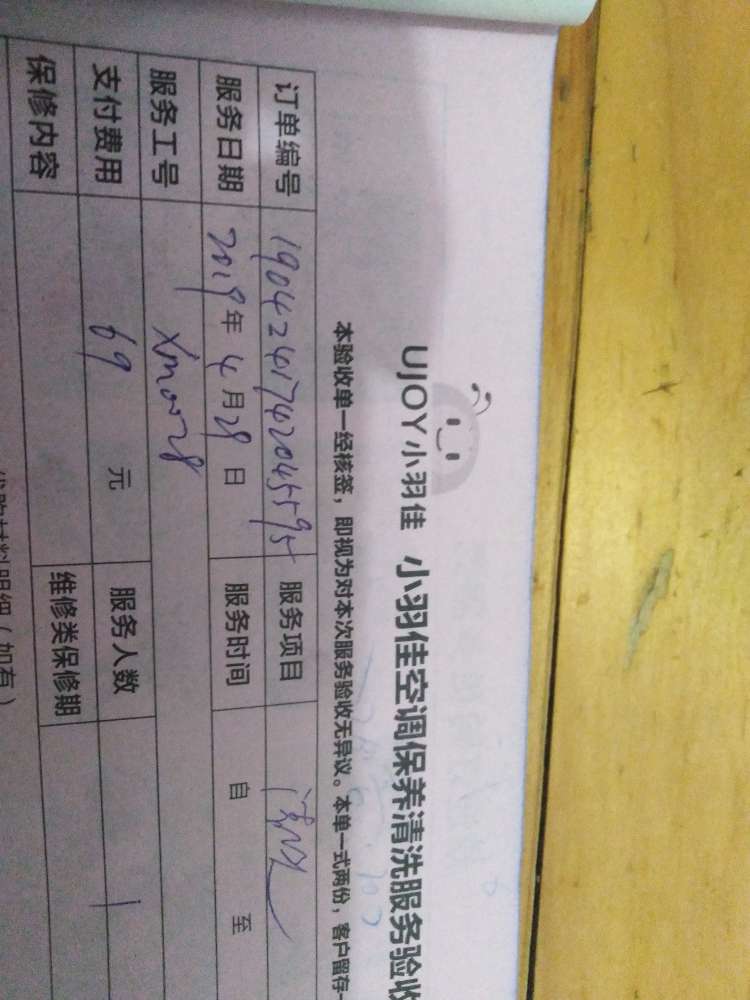 UJOY小羽佳 小羽佳空调保养清洗服务验收
本验收单一经核签，即视为对本次服务验收无异议。本单一式两份，客户留存一
订单编号 1904241742045595 服务项目 清洗
服务日期 2019年4月28日 服务时间 自 至
服务工号 Xm0028
支付费用 69 元 服务人数 1
保修内容 维修类保修期